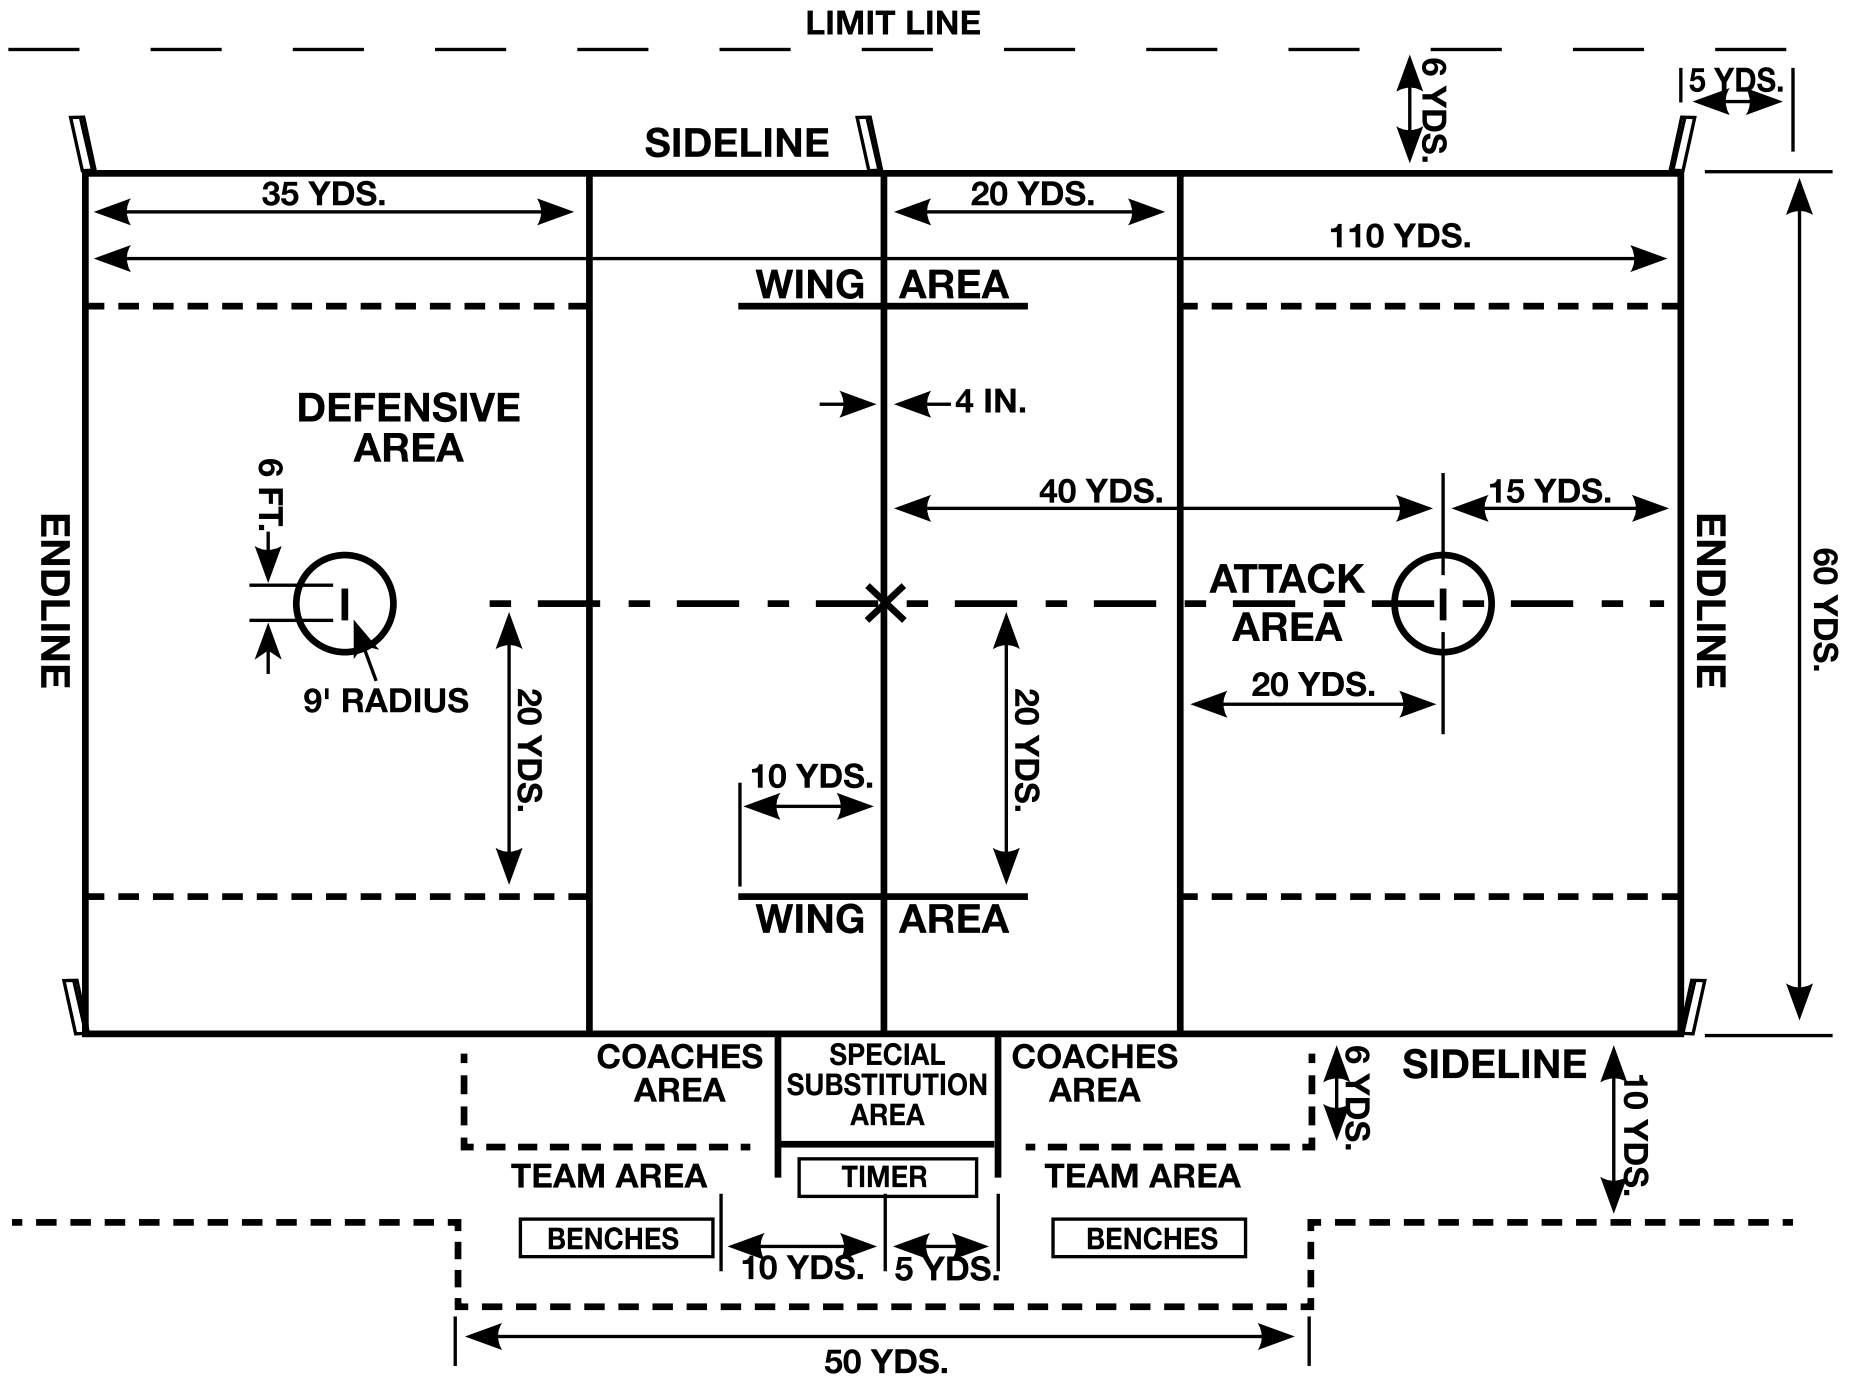 LIMIT LINE
6 YDS.
5 YDS.
SIDELINE
35 YDS.
20 YDS.
110 YDS.
WING AREA
DEFENSIVE
AREA
4 IN.
6 FT.
40 YDS.
15 YDS.
ENDLINE
ENDLINE
60 YDS.
ATTACK
AREA
20 YDS.
9' RADIUS
20 YDS.
20 YDS.
10 YDS.
WING AREA
COACHES
AREA
SPECIAL
SUBSTITUTION
AREA
COACHES
AREA
6 YDS.
SIDELINE
10 YDS.
TEAM AREA
TIMER
TEAM AREA
BENCHES
10 YDS.
5 YDS.
BENCHES
50 YDS.